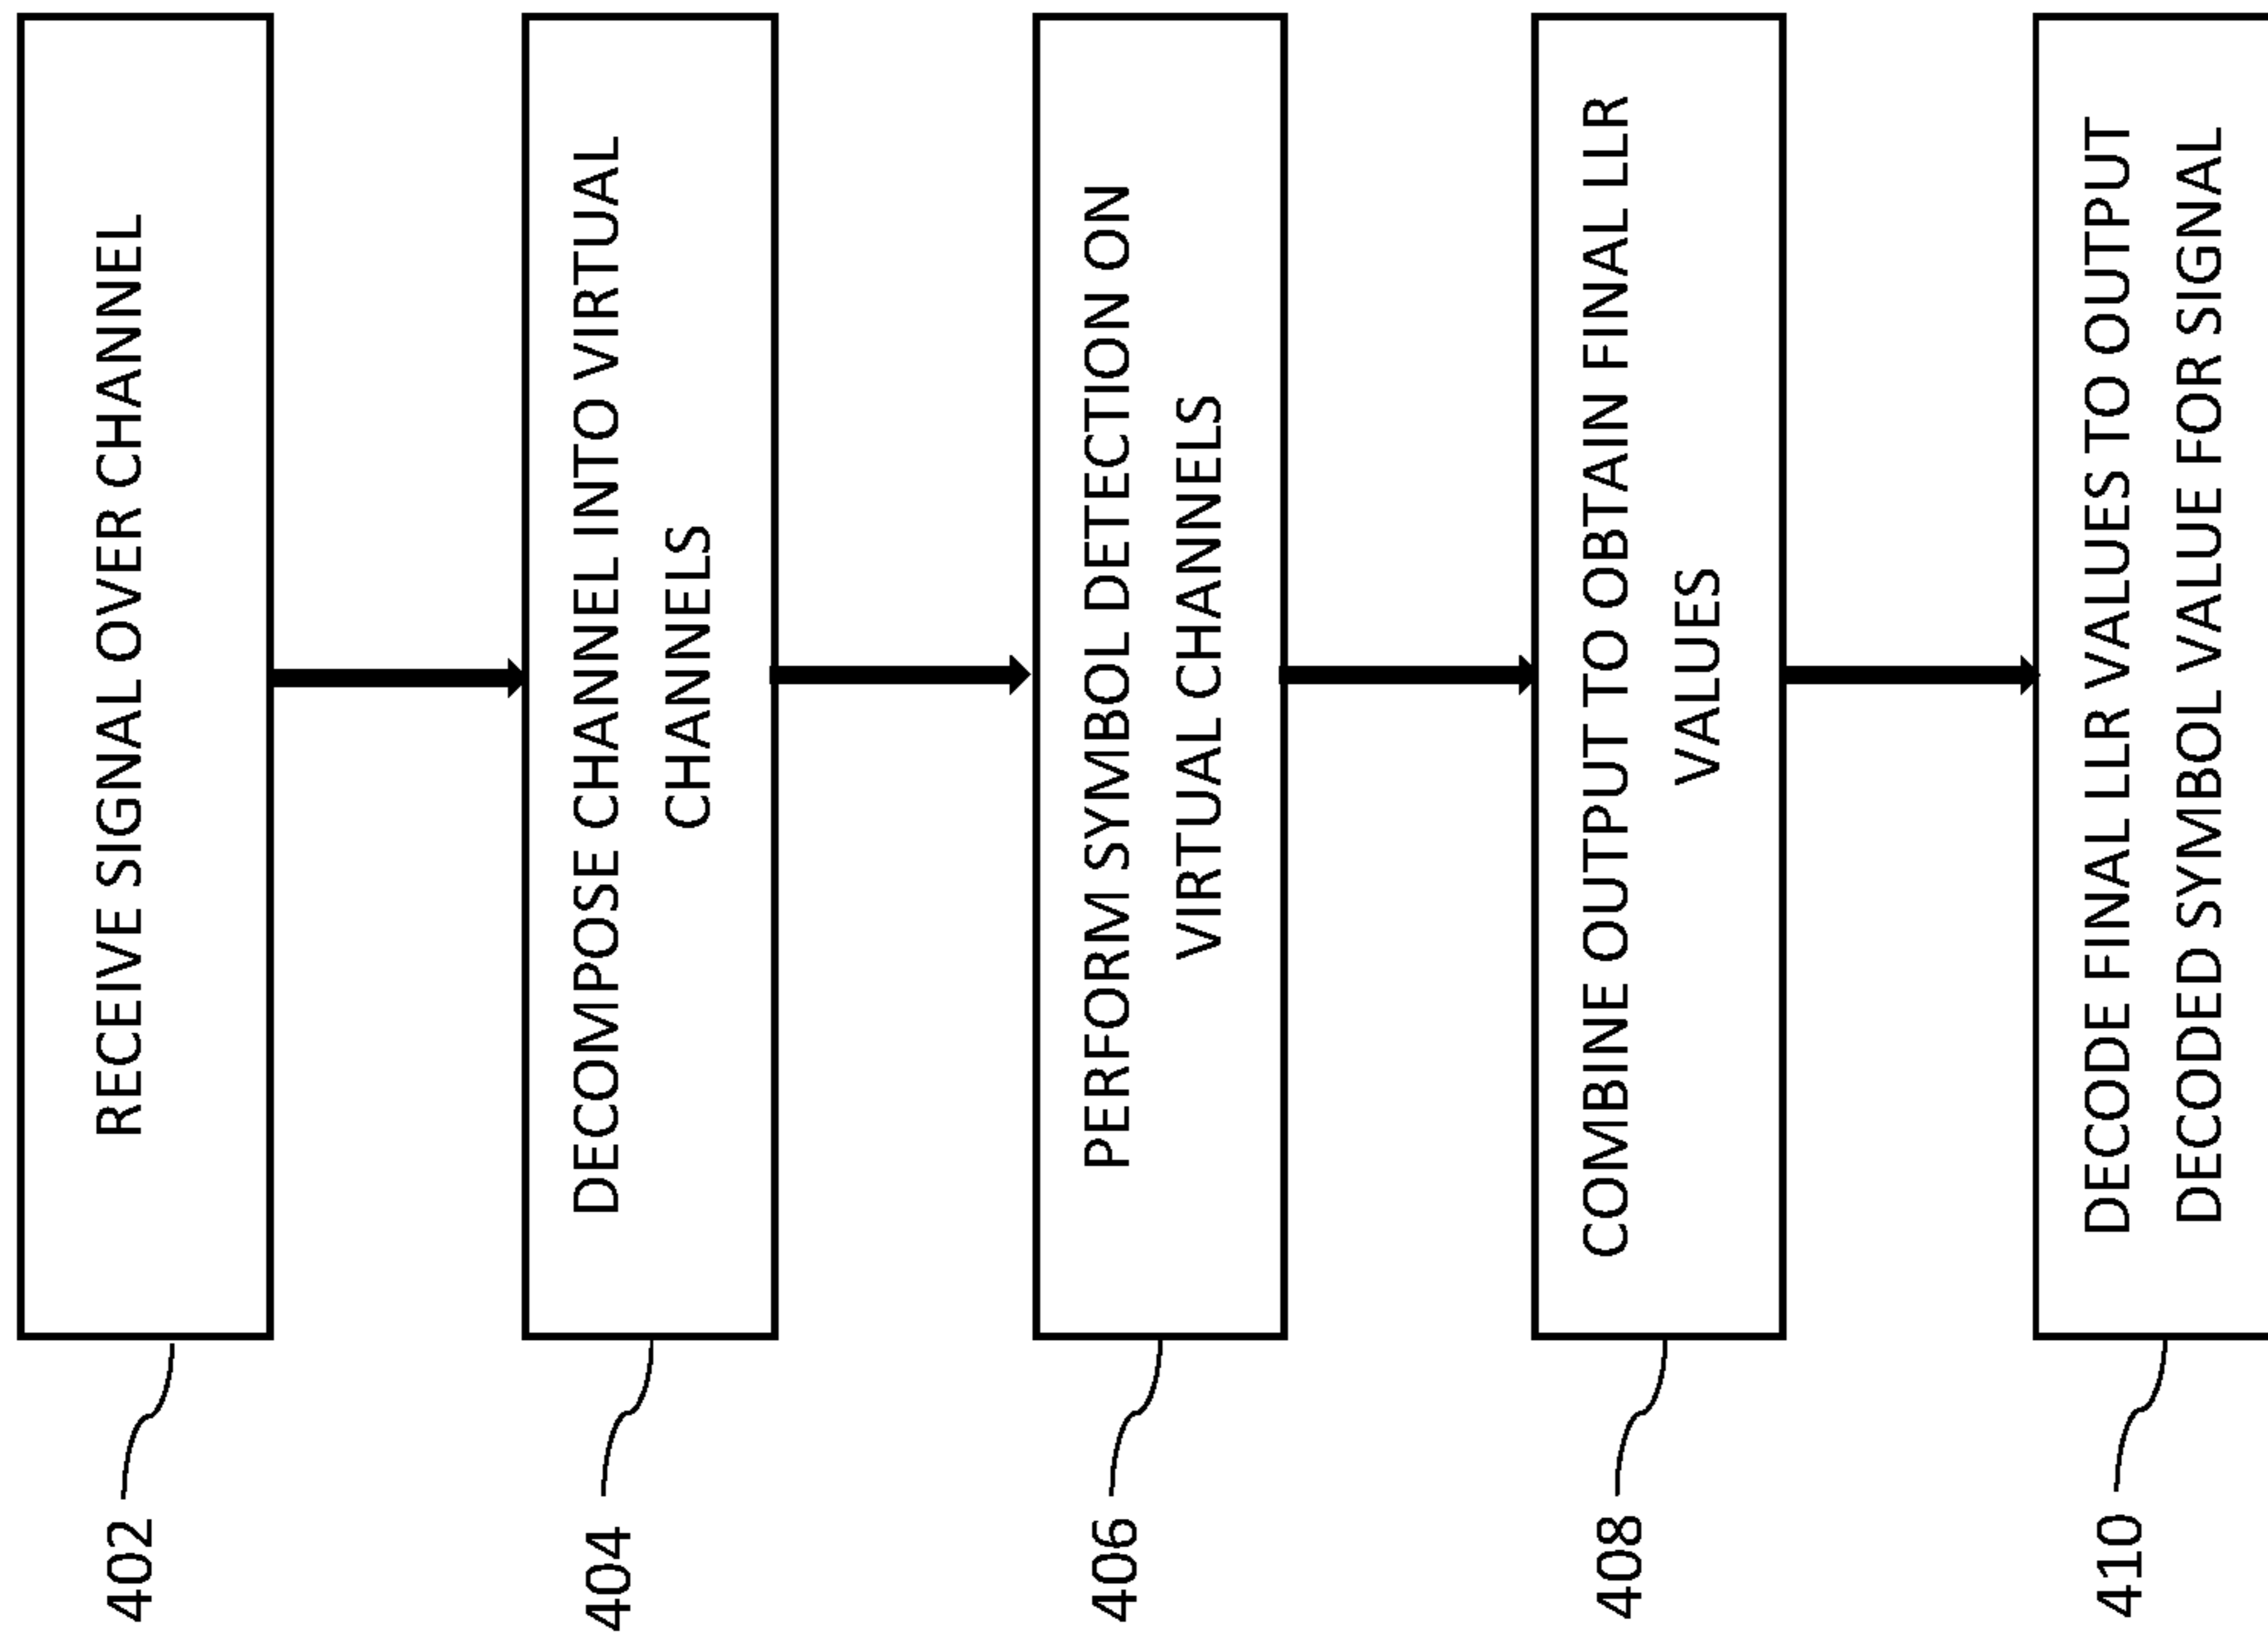 402
RECEIVE SIGNAL OVER CHANNEL
404
DECOMPOSE CHANNEL INTO VIRTUAL
CHANNELS
406
PERFORM SYMBOL DETECTION ON
VIRTUAL CHANNELS
408
COMBINE OUTPUT TO OBTAIN FINAL LLR
VALUES
410
DECODE FINAL LLR VALUES TO OUTPUT
DECODED SYMBOL VALUE FOR SIGNAL